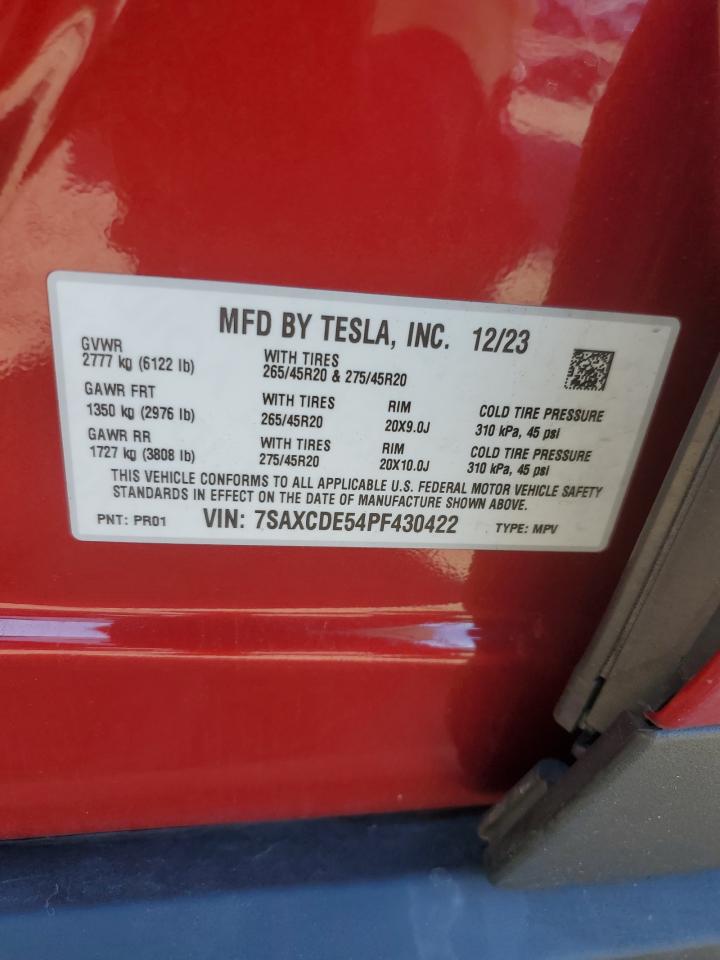 MFD BY TESLA, INC. 12/23
GVWR
2777 kg (6122 lb)
WITH TIRES
265/45R20 & 275/45R20
GAWR FRT
1350 kg (2976 lb)
WITH TIRES
265/45R20
RIM
20X9.0J
COLD TIRE PRESSURE
310 kPa, 45 psi
GAWR RR
1727 kg (3808 lb)
WITH TIRES
275/45R20
RIM
20X10.0J
COLD TIRE PRESSURE
310 kPa, 45 psi
THIS VEHICLE CONFORMS TO ALL APPLICABLE U.S. FEDERAL MOTOR VEHICLE SAFETY
STANDARDS IN EFFECT ON THE DATE OF MANUFACTURE SHOWN ABOVE.
PNT: PR01 VIN: 7SAXCDE54PF430422 TYPE: MPV